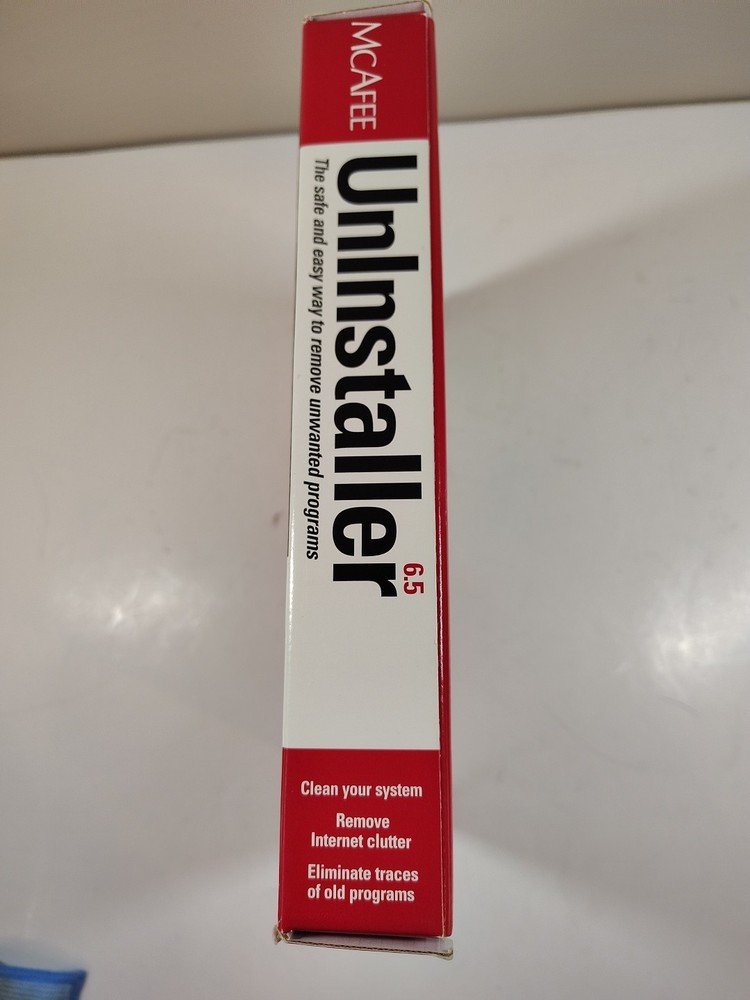 McAFEE
UnInstaller 6.5
The safe and easy way to remove unwanted programs
Clean your system
Remove
Internet clutter
Eliminate traces
of old programs